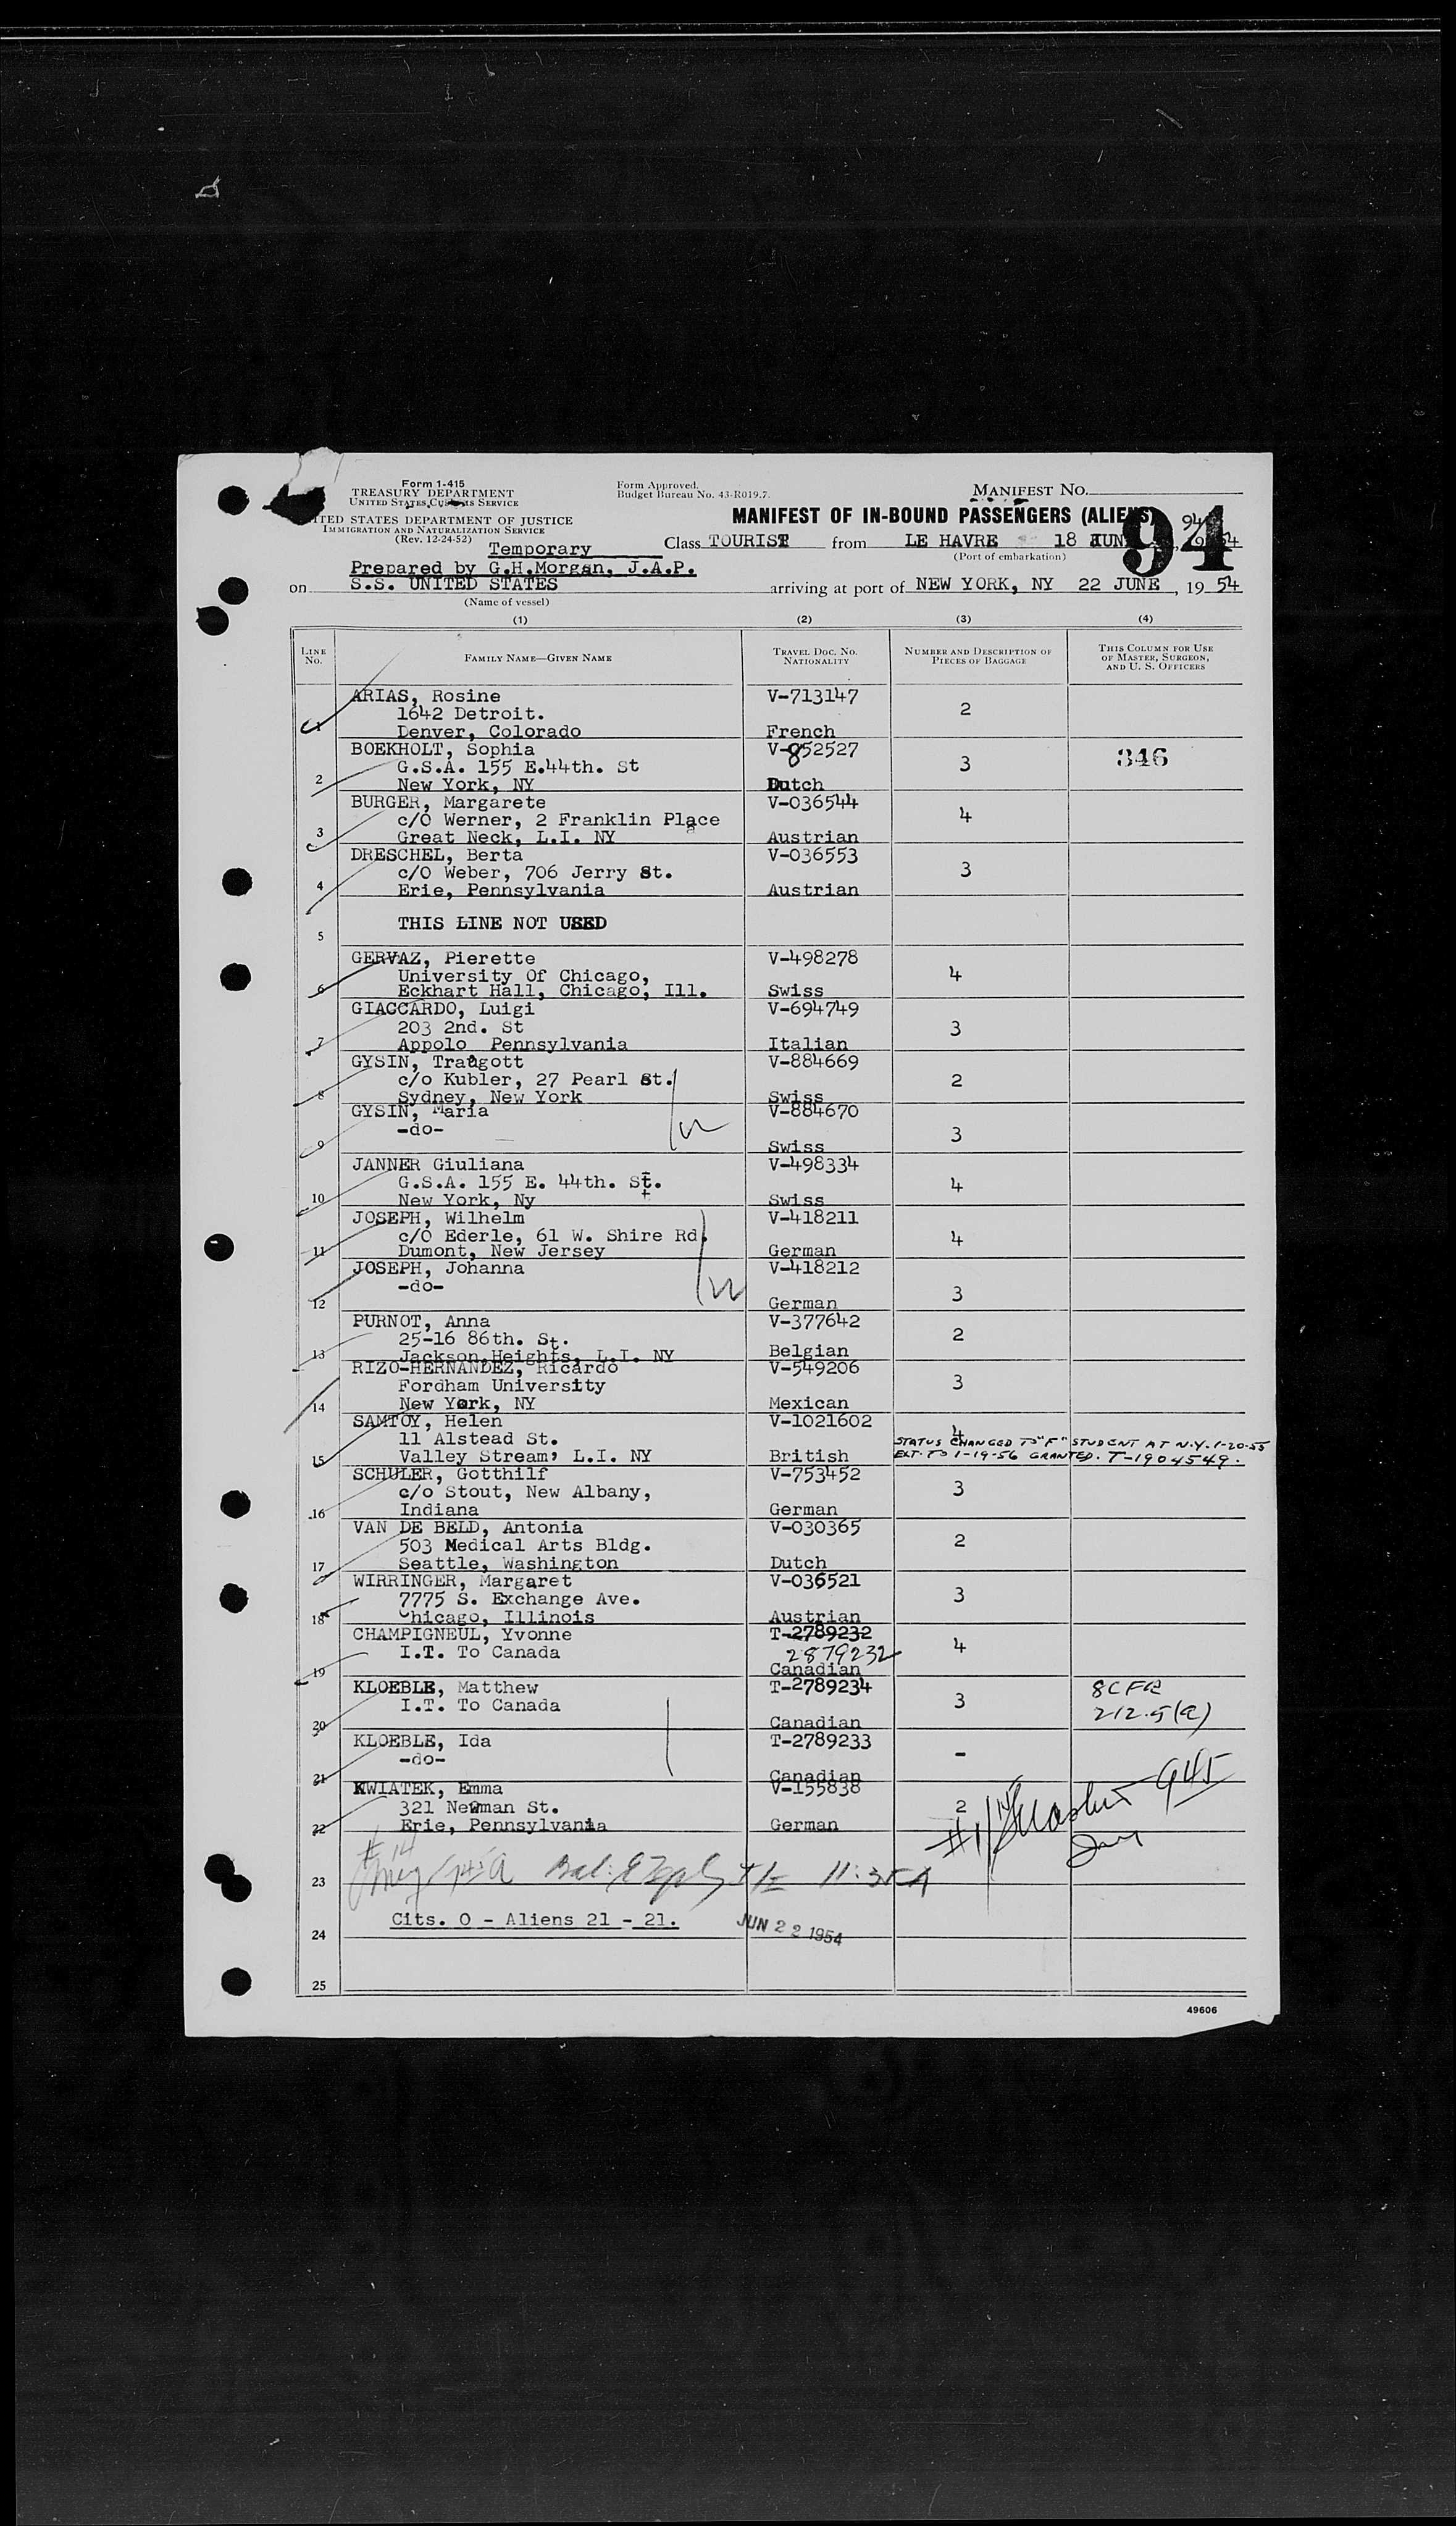 Form 1-415
TREASURY DEPARTMENT
UNITED STATES CUSTOMS SERVICE
Form Approved.
Budget Bureau No. 43-R019.7.
MANIFEST NO.
UNITED STATES DEPARTMENT OF JUSTICE
IMMIGRATION AND NATURALIZATION SERVICE
(Rev. 12-24-52)
MANIFEST OF IN-BOUND PASSENGERS (ALIENS)
94
94
Temporary
Class TOURIST from LE HAVRE 18 JUN , 1954
(Port of embarkation)
Prepared by G.H.Morgan, J.A.P.
on S.S. UNITED STATES arriving at port of NEW YORK, NY 22 JUNE , 19 54
(Name of vessel)
(1) (2) (3) (4)
LINE No. FAMILY NAME—GIVEN NAME TRAVEL DOC. NO. NATIONALITY NUMBER AND DESCRIPTION OF PIECES OF BAGGAGE THIS COLUMN FOR USE OF MASTER, SURGEON, AND U. S. OFFICERS
ARIAS, Rosine V-713147
1642 Detroit. 2
1 Denver, Colorado French
BOEKHOLT, Sophia V-852527
G.S.A. 155 E.44th. St 3 346
2 New York, NY Dutch
BURGER, Margarete V-036544
c/O Werner, 2 Franklin Place 4
3 Great Neck, L.I. NY Austrian
DRESCHEL, Berta V-036553
c/O Weber, 706 Jerry St. 3
4 Erie, Pennsylvania Austrian
THIS LINE NOT USED
5
GERVAZ, Pierette V-498278
University Of Chicago, 4
6 Eckhart Hall, Chicago, Ill. Swiss
GIACCARDO, Luigi V-694749
203 2nd. St 3
7 Appolo Pennsylvania Italian
GYSIN, Traugott V-884669
c/o Kubler, 27 Pearl St. 2
8 Sydney, New York Swiss
GYSIN, Maria V-884670
-do- 3
9 Swiss
JANNER Giuliana V-498334
G.S.A. 155 E. 44th. St. 4
10 New York, Ny Swiss
JOSEPH, Wilhelm V-418211
c/O Ederle, 61 W. Shire Rd. 4
11 Dumont, New Jersey German
JOSEPH, Johanna V-418212
-do- 3
12 German
PURNOT, Anna V-377642
25-16 86th. St. 2
13 Jackson Heights, L.I. NY Belgian
RIZO-HERNANDEZ, Ricardo V-549206
Fordham University 3
14 New York, NY Mexican
SAMTOY, Helen V-1021602
11 Alstead St. 4
STATUS CHANGED TO "F" STUDENT AT N.Y. 1-20-55
15 Valley Stream, L.I. NY British EXT. TO 1-19-56 GRANTED. T-1904549.
SCHULER, Gotthilf V-753452
c/o Stout, New Albany, 3
16 Indiana German
VAN DE BELD, Antonia V-030365
503 Medical Arts Bldg. 2
17 Seattle, Washington Dutch
WIRRINGER, Margaret V-036521
7775 S. Exchange Ave. 3
18 Chicago, Illinois Austrian
CHAMPIGNEUL, Yvonne T-2789232
I.T. To Canada 2879232 4
19 Canadian
KLOEBLE, Matthew T-2789234 8CFR
I.T. To Canada 3 212.5(a)
20 Canadian
KLOEBLE, Ida T-2789233
-do- -
21 Canadian
KWIATEK, Emma V-155838
321 Newman St. 2
22 Erie, Pennsylvania German
#14
945
11:35A
23
Cits. 0 - Aliens 21 - 21. JUN 22 1954
24
25
49606